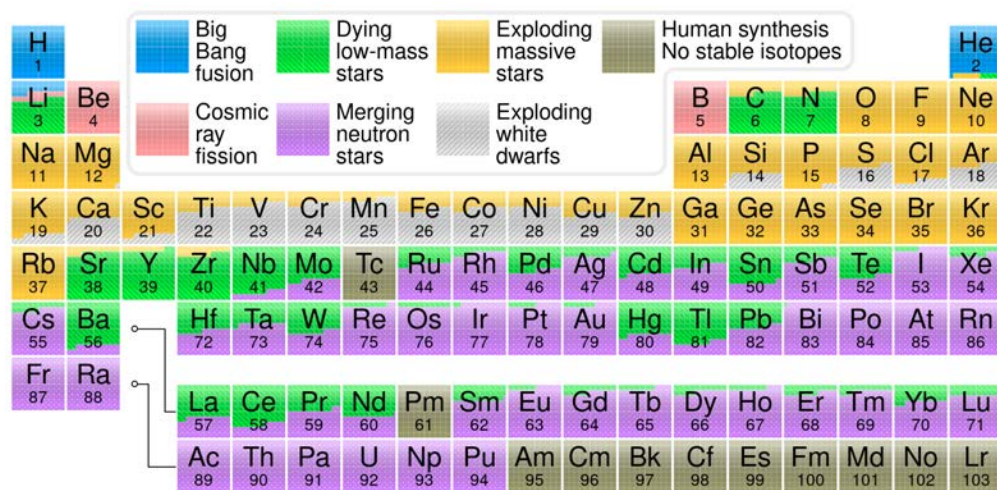 Big
Bang
fusion
Dying
low-mass
stars
Exploding
massive
stars
Human synthesis
No stable isotopes
Cosmic
ray
fission
Merging
neutron
stars
Exploding
white
dwarfs
H He
1 2
Li Be B C N O F Ne
3 4 5 6 7 8 9 10
Na Mg Al Si P S Cl Ar
11 12 13 14 15 16 17 18
K Ca Sc Ti V Cr Mn Fe Co Ni Cu Zn Ga Ge As Se Br Kr
19 20 21 22 23 24 25 26 27 28 29 30 31 32 33 34 35 36
Rb Sr Y Zr Nb Mo Tc Ru Rh Pd Ag Cd In Sn Sb Te I Xe
37 38 39 40 41 42 43 44 45 46 47 48 49 50 51 52 53 54
Cs Ba Hf Ta W Re Os Ir Pt Au Hg Tl Pb Bi Po At Rn
55 56 72 73 74 75 76 77 78 79 80 81 82 83 84 85 86
Fr Ra
87 88
La Ce Pr Nd Pm Sm Eu Gd Tb Dy Ho Er Tm Yb Lu
57 58 59 60 61 62 63 64 65 66 67 68 69 70 71
Ac Th Pa U Np Pu Am Cm Bk Cf Es Fm Md No Lr
89 90 91 92 93 94 95 96 97 98 99 100 101 102 103